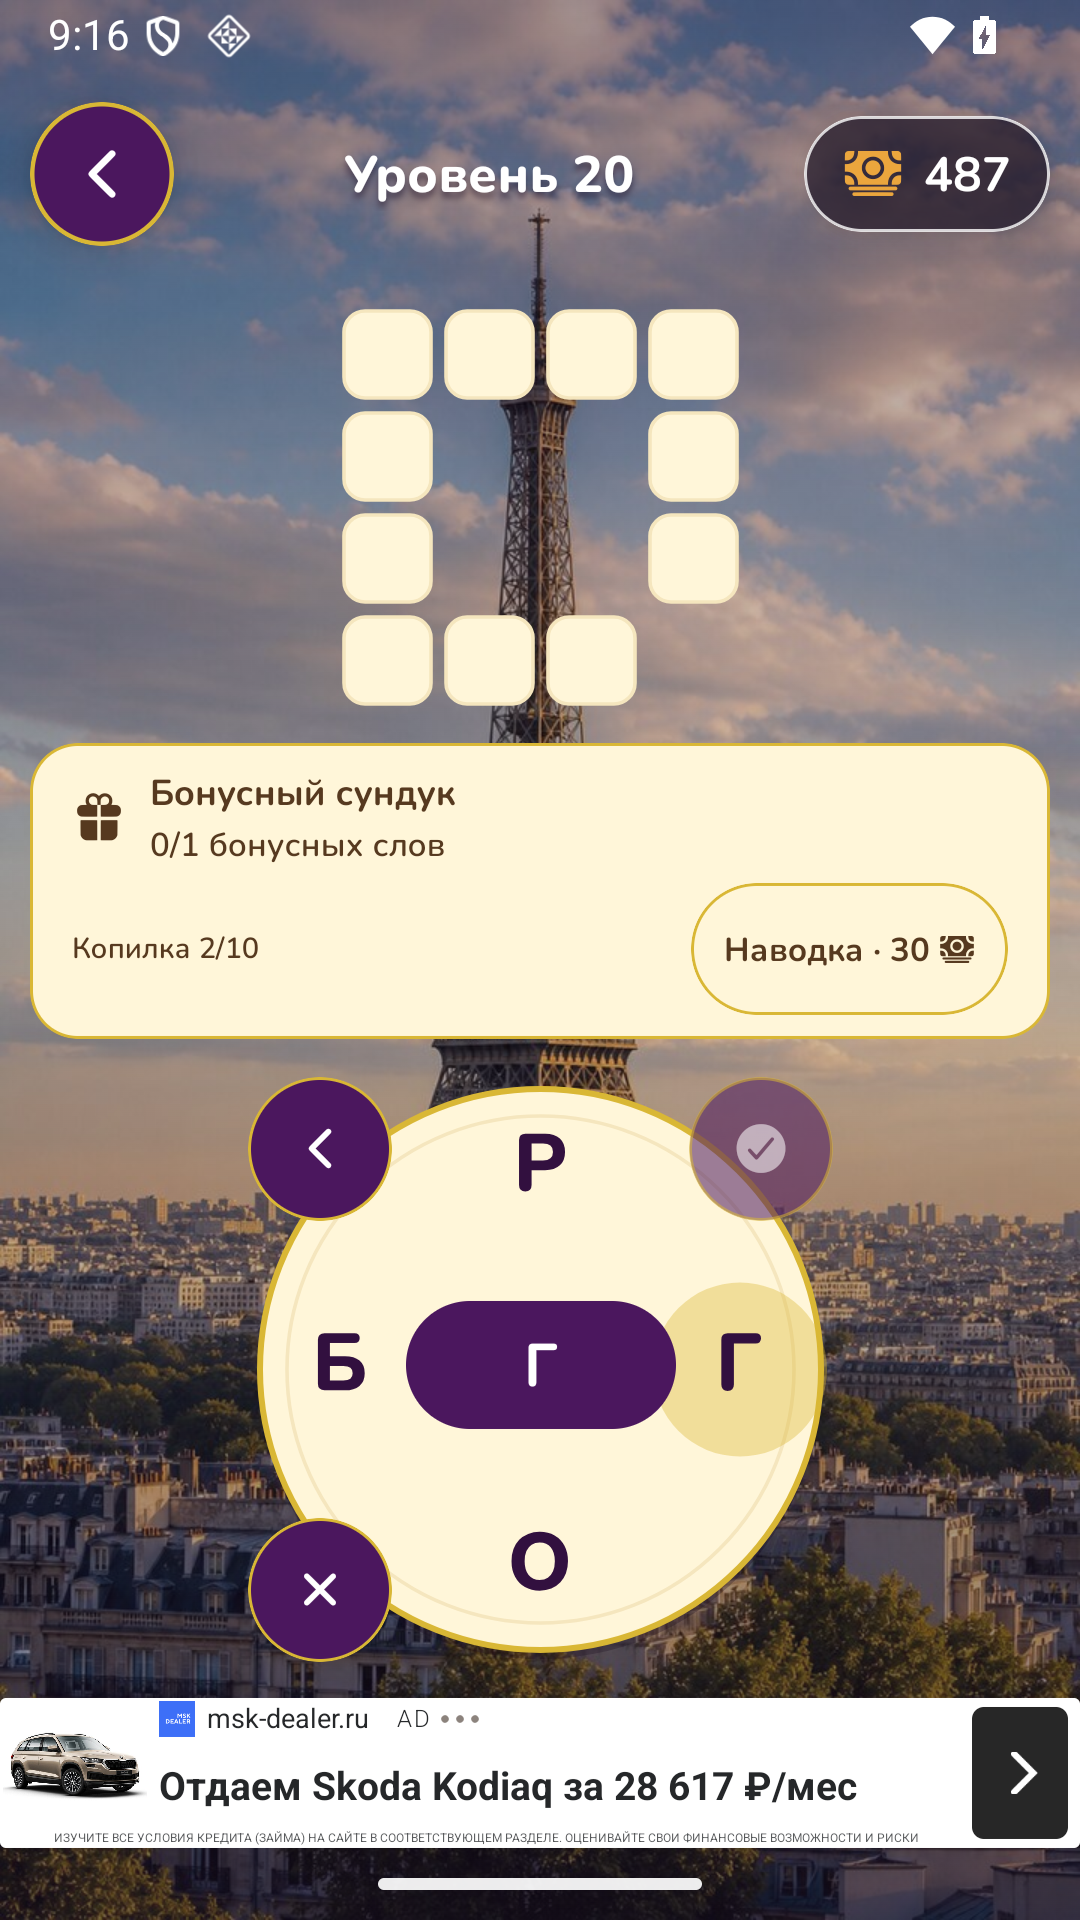 9:16
Уровень 20
487
Бонусный сундук
0/1 бонусных слов
Копилка 2/10
Наводка · 30
Р
Б
Г
Г
О
MSK DEALER
msk-dealer.ru AD
Отдаем Skoda Kodiaq за 28 617 ₽/мес
ИЗУЧИТЕ ВСЕ УСЛОВИЯ КРЕДИТА (ЗАЙМА) НА САЙТЕ В СООТВЕТСТВУЮЩЕМ РАЗДЕЛЕ. ОЦЕНИВАЙТЕ СВОИ ФИНАНСОВЫЕ ВОЗМОЖНОСТИ И РИСКИ